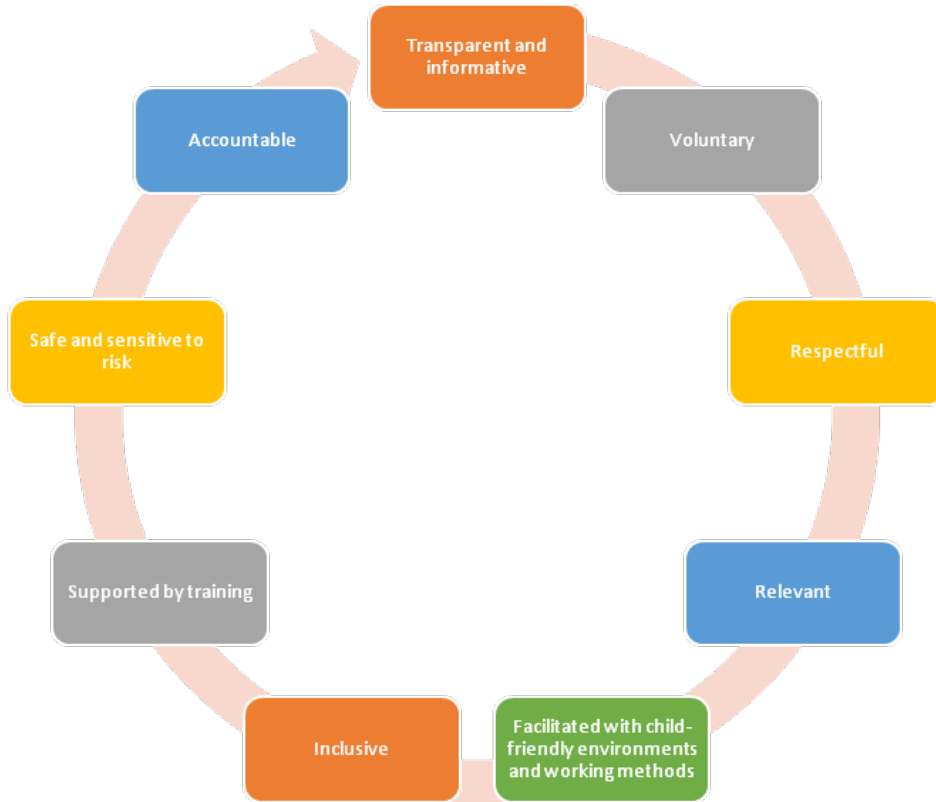 Transparent and
informative
Voluntary
Respectful
Relevant
Facilitated with child-
friendly environments
and working methods
Inclusive
Supported by training
Safe and sensitive to
risk
Accountable